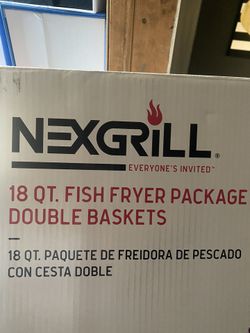 NEXGRILL®
EVERYONE'S INVITED™
18 QT. FISH FRYER PACKAGE
DOUBLE BASKETS
18 QT. PAQUETE DE FREIDORA DE PESCADO
CON CESTA DOBLE